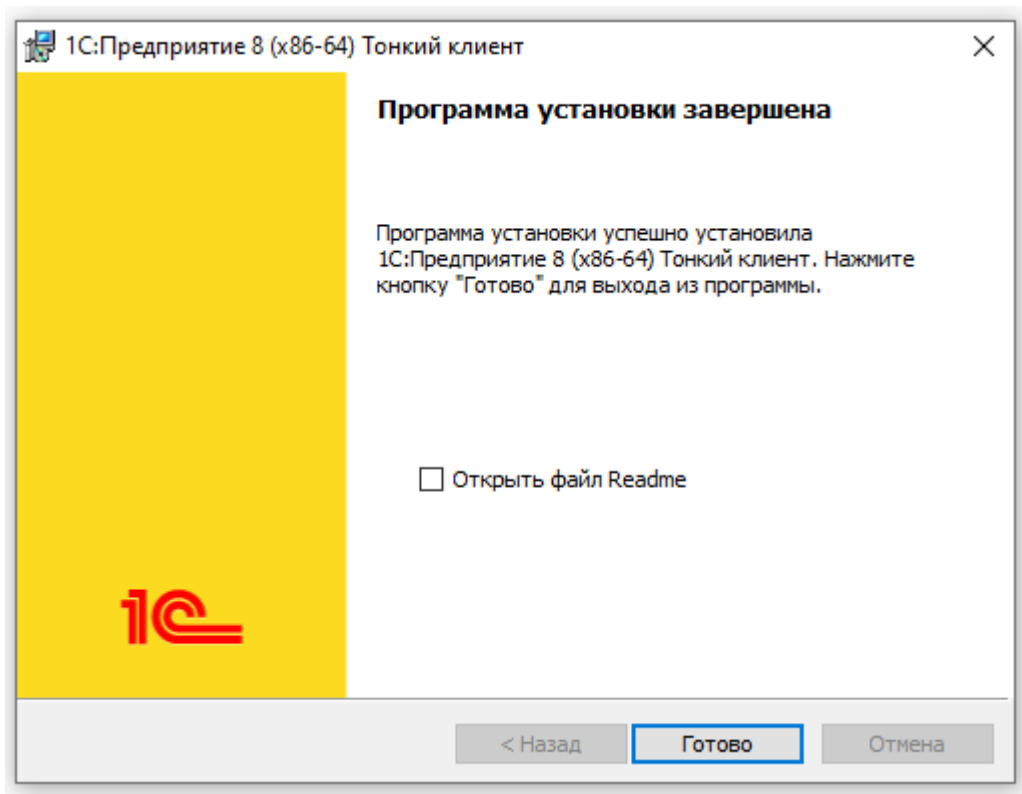 1С:Предприятие 8 (x86-64) Тонкий клиент
Программа установки завершена
Программа установки успешно установила
1С:Предприятие 8 (x86-64) Тонкий клиент. Нажмите
кнопку "Готово" для выхода из программы.
Открыть файл Readme
1С
< Назад
Готово
Отмена